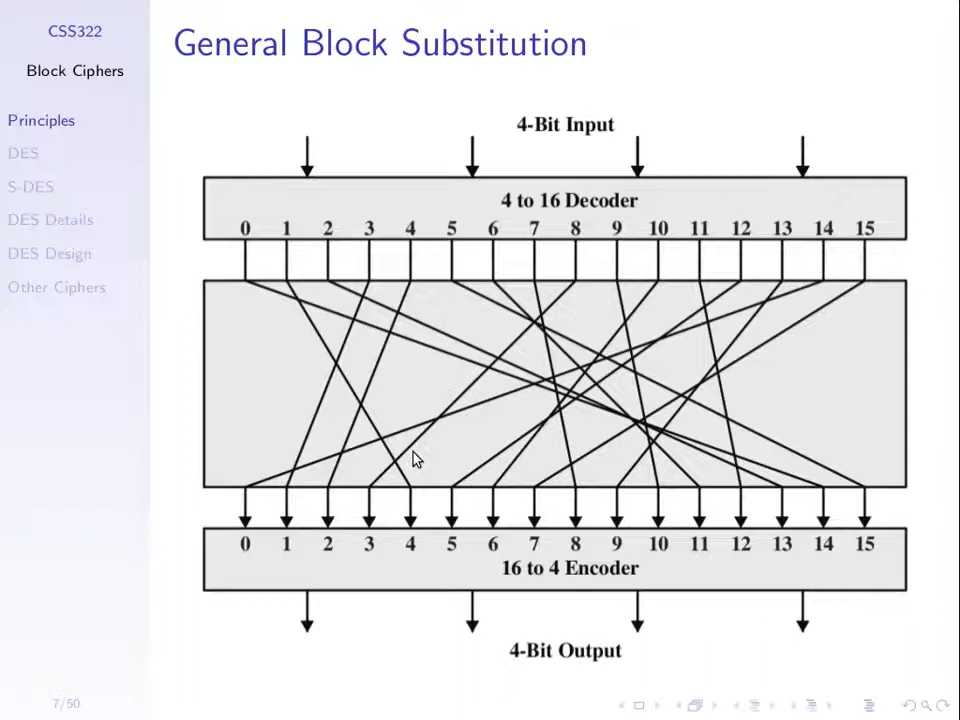 CSS322
Block Ciphers
Principles
DES
S-DES
DES Details
DES Design
Other Ciphers
7/50
General Block Substitution
4-Bit Input
4 to 16 Decoder
0 1 2 3 4 5 6 7 8 9 10 11 12 13 14 15
0 1 2 3 4 5 6 7 8 9 10 11 12 13 14 15
16 to 4 Encoder
4-Bit Output